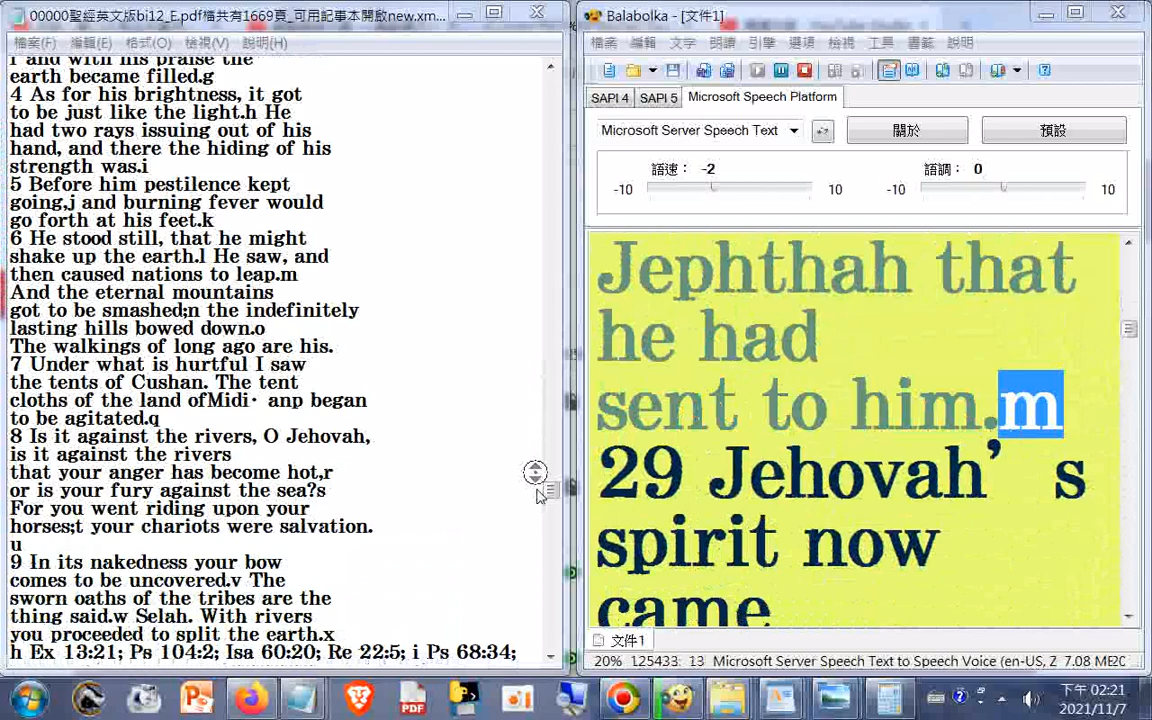 00000聖經英文版bi12_E.pdf檔共有1669頁_可用記事本開啟new.xm...
檔案(F) 編輯(E) 格式(O) 檢視(V) 說明(H)
r and with his praise the
earth became filled.g
4 As for his brightness, it got
to be just like the light.h He
had two rays issuing out of his
hand, and there the hiding of his
strength was.i
5 Before him pestilence kept
going,j and burning fever would
go forth at his feet.k
6 He stood still, that he might
shake up the earth.l He saw, and
then caused nations to leap.m
And the eternal mountains
got to be smashed;n the indefinitely
lasting hills bowed down.o
The walkings of long ago are his.
7 Under what is hurtful I saw
the tents of Cushan. The tent
cloths of the land ofMidi‧ anp began
to be agitated.q
8 Is it against the rivers, O Jehovah,
is it against the rivers
that your anger has become hot,r
or is your fury against the sea?s
For you went riding upon your
horses;t your chariots were salvation.
u
9 In its nakedness your bow
comes to be uncovered.v The
sworn oaths of the tribes are the
thing said.w Selah. With rivers
you proceeded to split the earth.x
h Ex 13:21; Ps 104:2; Isa 60:20; Re 22:5; i Ps 68:34;
Balabolka - [文件1]
檔案 編輯 文字 朗讀 引擎 選項 檢視 工具 書籤 說明
SAPI 4 SAPI 5 Microsoft Speech Platform
Microsoft Server Speech Text 關於 預設
語速： -2 語調： 0
-10 10 -10 10
Jephthah that
he had
sent to him.m
29 Jehovah’s
spirit now
came
文件1
20% 125433: 13 Microsoft Server Speech Text to Speech Voice (en-US, Z 7.08 ME
下午 02:21
2021/11/7